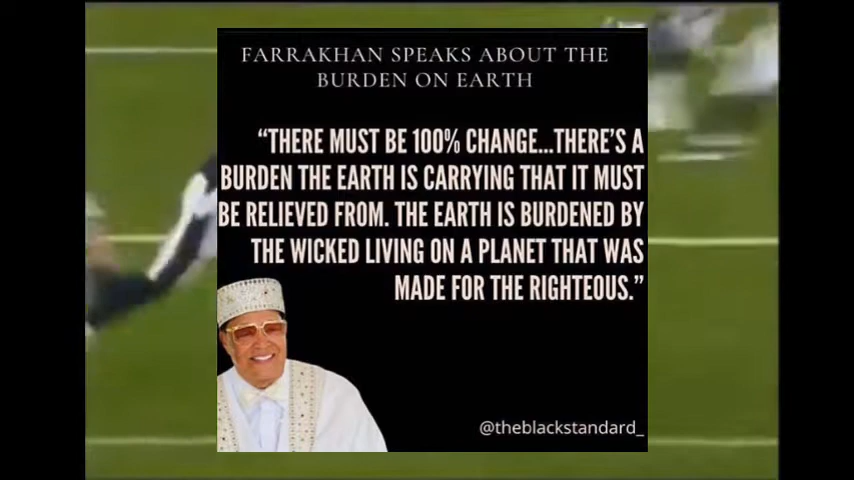 FARRAKHAN SPEAKS ABOUT THE
BURDEN ON EARTH
“THERE MUST BE 100% CHANGE...THERE’S A
BURDEN THE EARTH IS CARRYING THAT IT MUST
BE RELIEVED FROM. THE EARTH IS BURDENED BY
THE WICKED LIVING ON A PLANET THAT WAS
MADE FOR THE RIGHTEOUS.”
@theblackstandard_